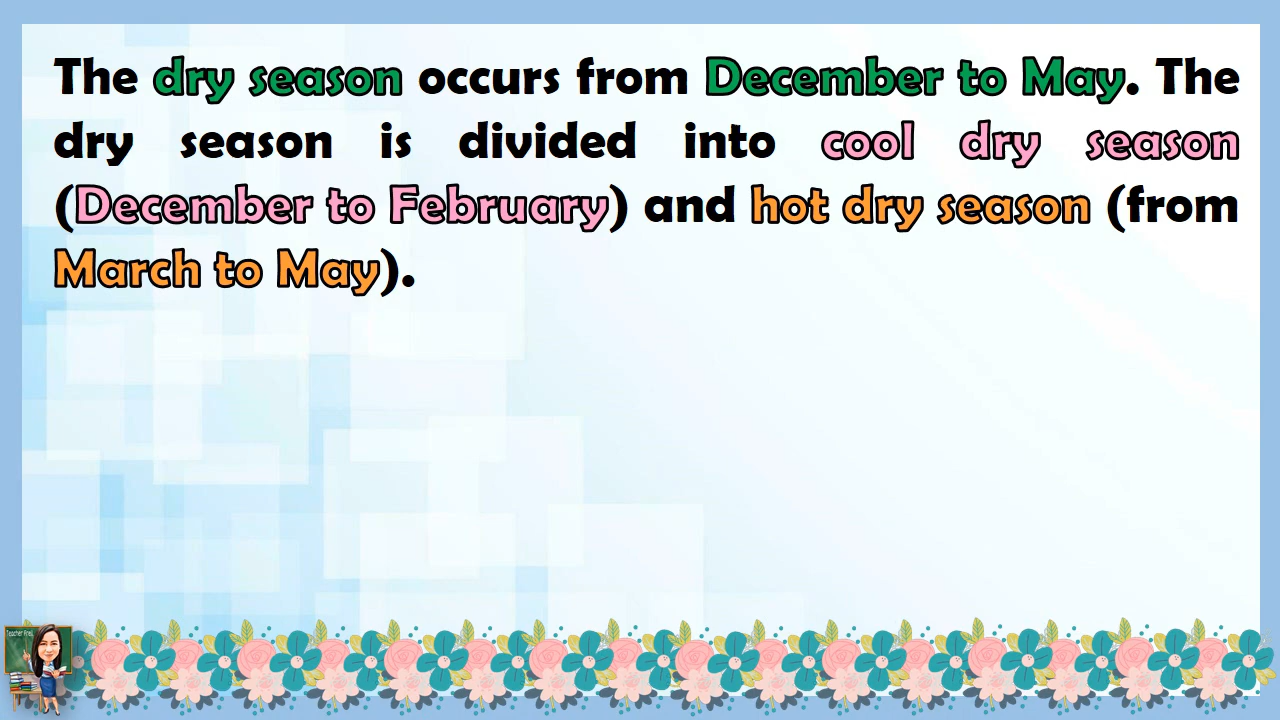 The dry season occurs from December to May. The
dry season is divided into cool dry season
(December to February) and hot dry season (from
March to May).